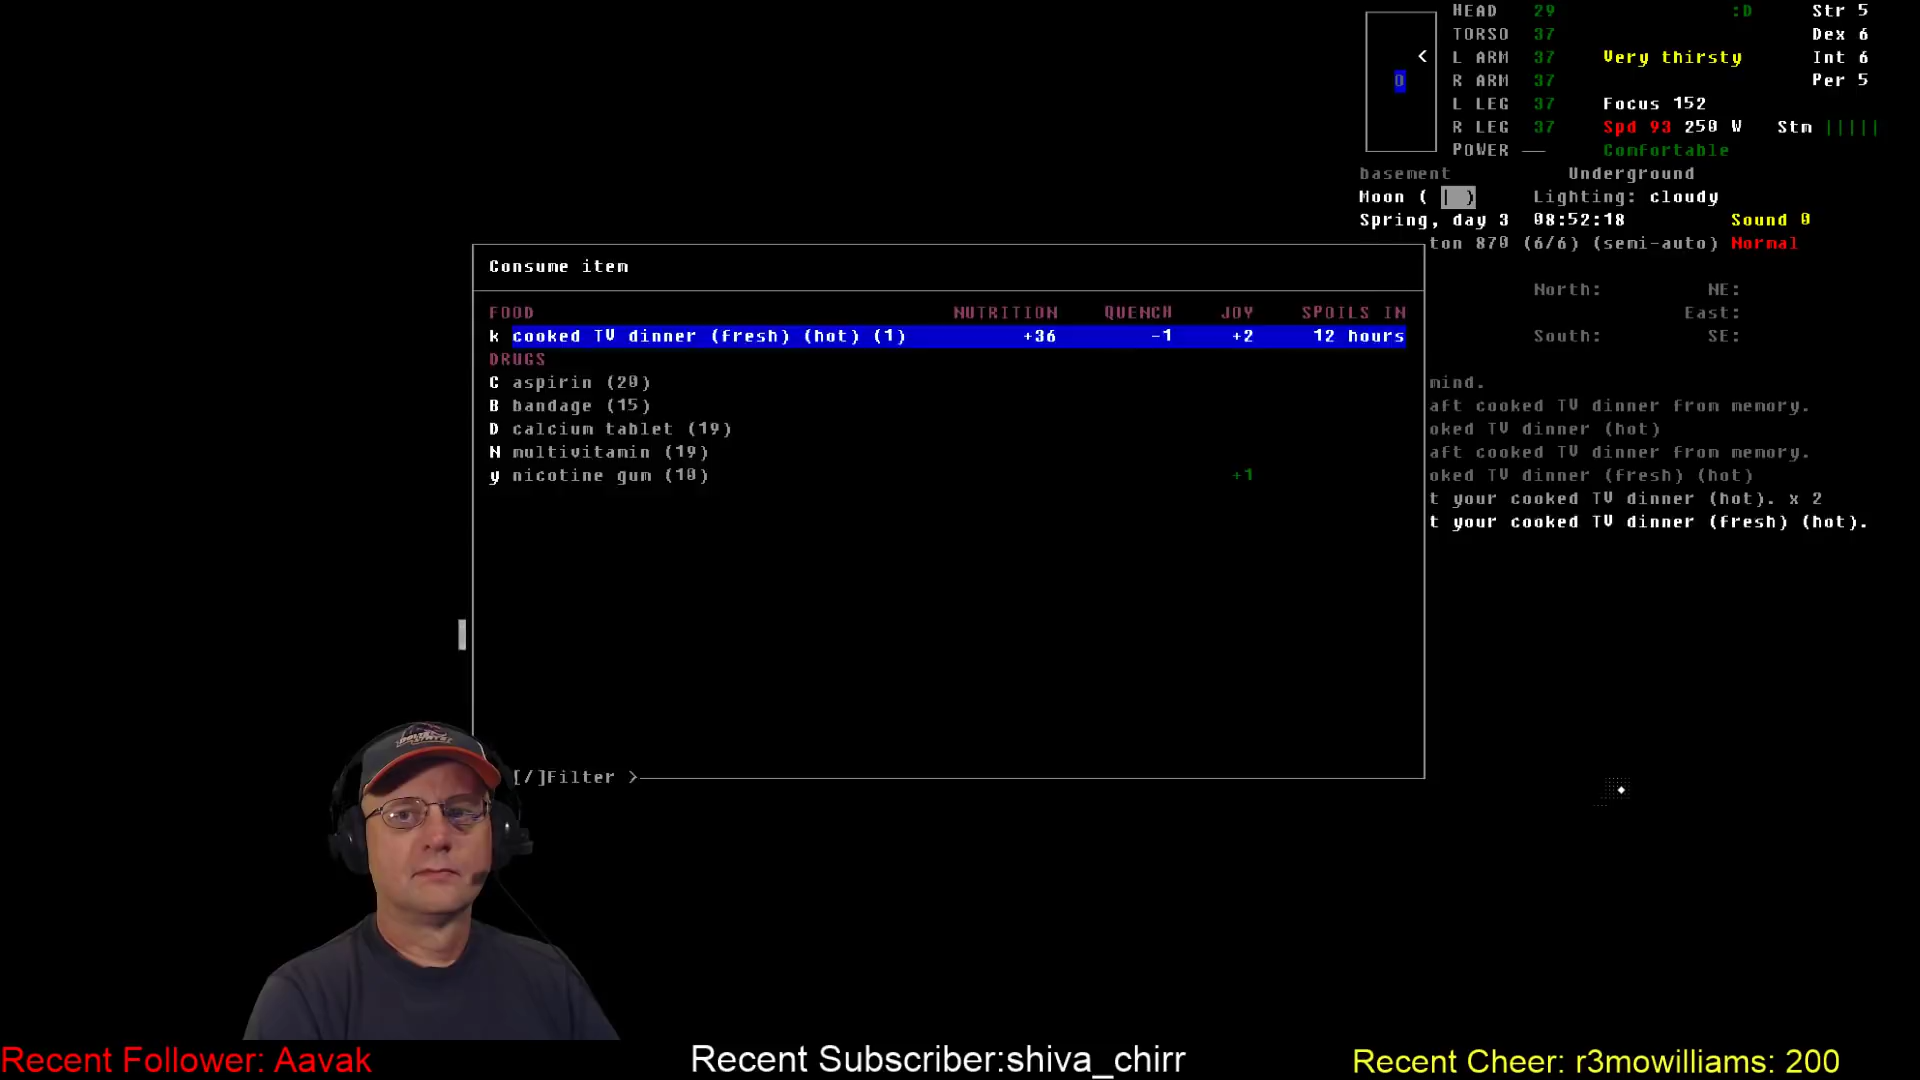 HEAD 29 :D Str 5
TORSO 37 Dex 6
< L ARM 37 Very thirsty Int 6
0 R ARM 37 Per 5
L LEG 37 Focus 152
R LEG 37 Spd 93 250 W Stm |||||
POWER ——
Comfortable
basement Underground
Moon ( | ) Lighting: cloudy
Spring, day 3 08:52:18 Sound 0
ton 870 (6/6) (semi-auto) Normal
North: NE:
East:
South: SE:
mind.
aft cooked TV dinner from memory.
oked TV dinner (hot)
aft cooked TV dinner from memory.
oked TV dinner (fresh) (hot)
t your cooked TV dinner (hot). x 2
t your cooked TV dinner (fresh) (hot).
Consume item
FOOD NUTRITION QUENCH JOY SPOILS IN
k cooked TV dinner (fresh) (hot) (1) +36 -1 +2 12 hours
DRUGS
C aspirin (20)
B bandage (15)
D calcium tablet (19)
N multivitamin (19)
y nicotine gum (10) +1
[/]Filter >
Recent Follower: Aavak
Recent Subscriber:shiva_chirr
Recent Cheer: r3mowilliams: 200